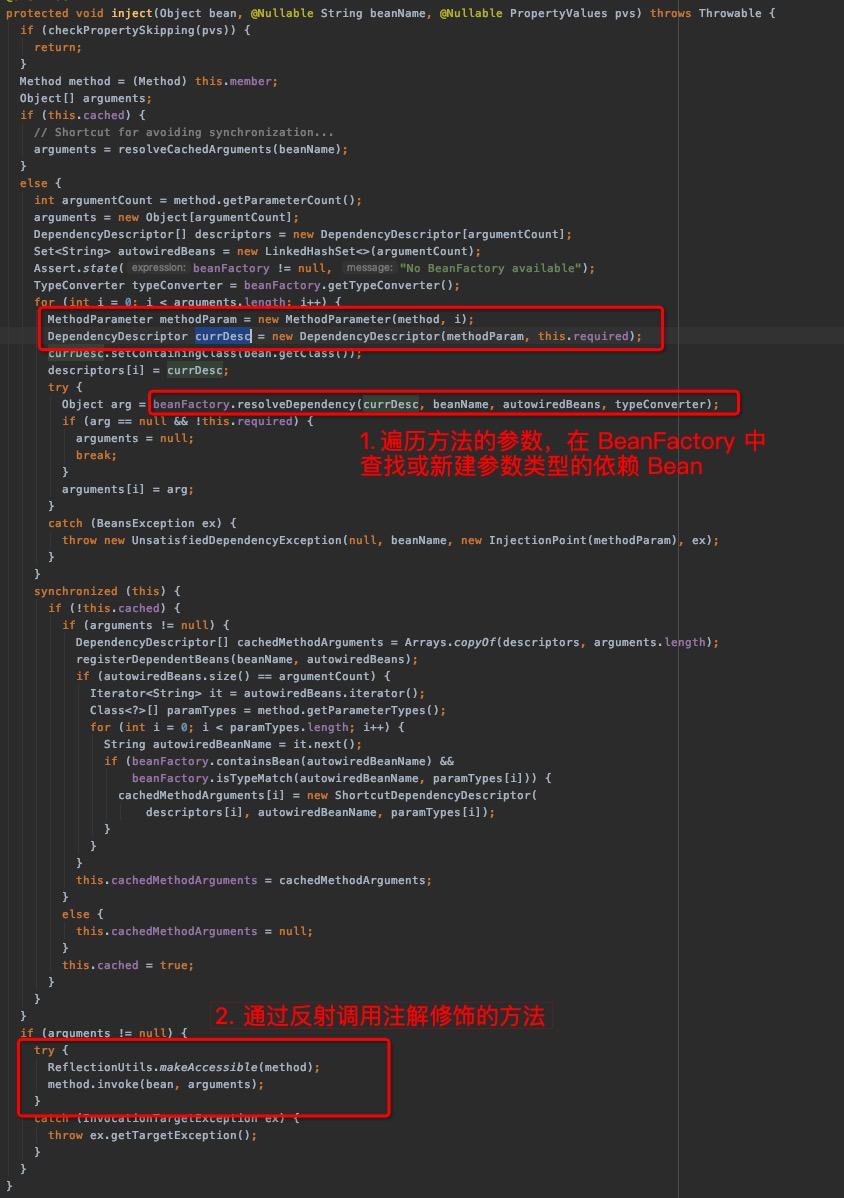 protected void inject(Object bean, @Nullable String beanName, @Nullable PropertyValues pvs) throws Throwable {
if (checkPropertySkipping(pvs)) {
return;
}
Method method = (Method) this.member;
Object[] arguments;
if (this.cached) {
// Shortcut for avoiding synchronization...
arguments = resolveCachedArguments(beanName);
}
else {
int argumentCount = method.getParameterCount();
arguments = new Object[argumentCount];
DependencyDescriptor[] descriptors = new DependencyDescriptor[argumentCount];
Set<String> autowiredBeans = new LinkedHashSet<>(argumentCount);
Assert.state( expression: beanFactory != null, message: "No BeanFactory available");
TypeConverter typeConverter = beanFactory.getTypeConverter();
for (int i = 0; i < arguments.length; i++) {
MethodParameter methodParam = new MethodParameter(method, i);
DependencyDescriptor currDesc = new DependencyDescriptor(methodParam, this.required);
currDesc.setContainingClass(bean.getClass());
descriptors[i] = currDesc;
try {
Object arg = beanFactory.resolveDependency(currDesc, beanName, autowiredBeans, typeConverter);
if (arg == null && !this.required) {
arguments = null;
break;
}
arguments[i] = arg;
}
1. 遍历方法的参数，在 BeanFactory 中
查找或新建参数类型的依赖 Bean
catch (BeansException ex) {
throw new UnsatisfiedDependencyException(null, beanName, new InjectionPoint(methodParam), ex);
}
}
synchronized (this) {
if (!this.cached) {
if (arguments != null) {
DependencyDescriptor[] cachedMethodArguments = Arrays.copyOf(descriptors, arguments.length);
registerDependentBeans(beanName, autowiredBeans);
if (autowiredBeans.size() == argumentCount) {
Iterator<String> it = autowiredBeans.iterator();
Class<?>[] paramTypes = method.getParameterTypes();
for (int i = 0; i < paramTypes.length; i++) {
String autowiredBeanName = it.next();
if (beanFactory.containsBean(autowiredBeanName) &&
beanFactory.isTypeMatch(autowiredBeanName, paramTypes[i])) {
cachedMethodArguments[i] = new ShortcutDependencyDescriptor(
descriptors[i], autowiredBeanName, paramTypes[i]);
}
}
}
this.cachedMethodArguments = cachedMethodArguments;
}
else {
this.cachedMethodArguments = null;
}
this.cached = true;
}
}
}
2. 通过反射调用注解修饰的方法
if (arguments != null) {
try {
ReflectionUtils.makeAccessible(method);
method.invoke(bean, arguments);
}
catch (InvocationTargetException ex) {
throw ex.getTargetException();
}
}
}